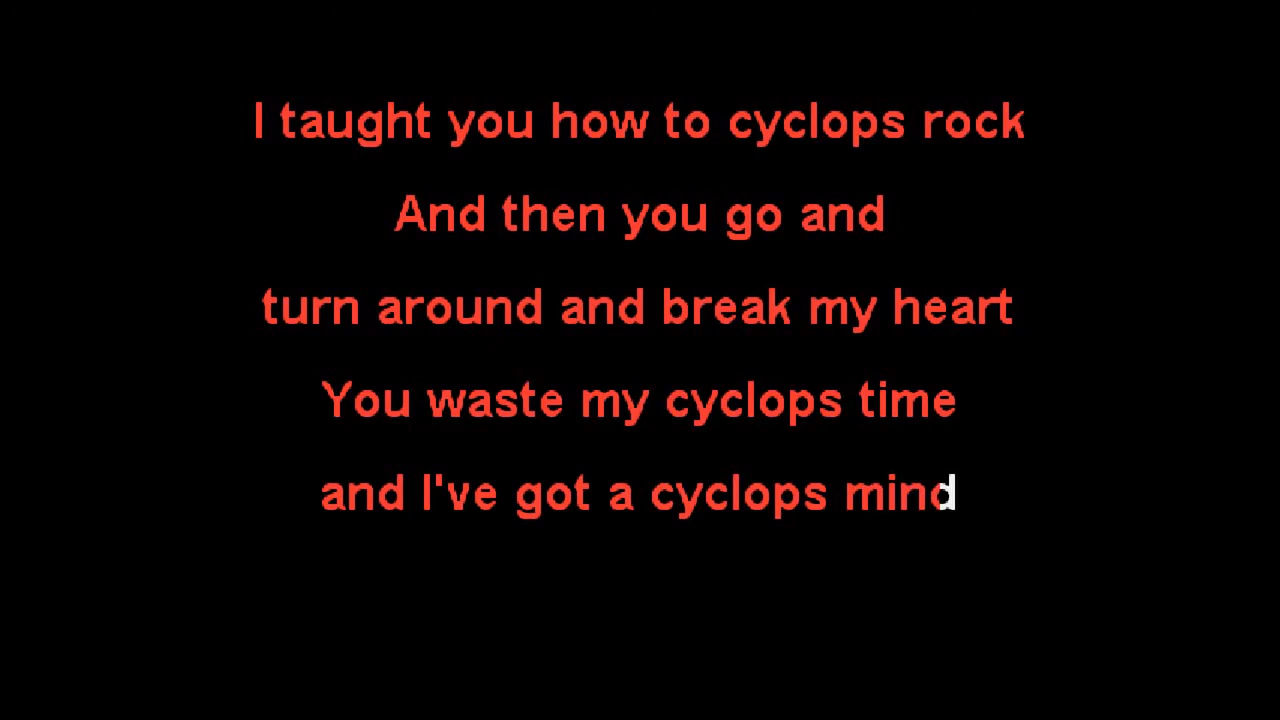 I taught you how to cyclops rock
And then you go and
turn around and break my heart
You waste my cyclops time
and I've got a cyclops mind